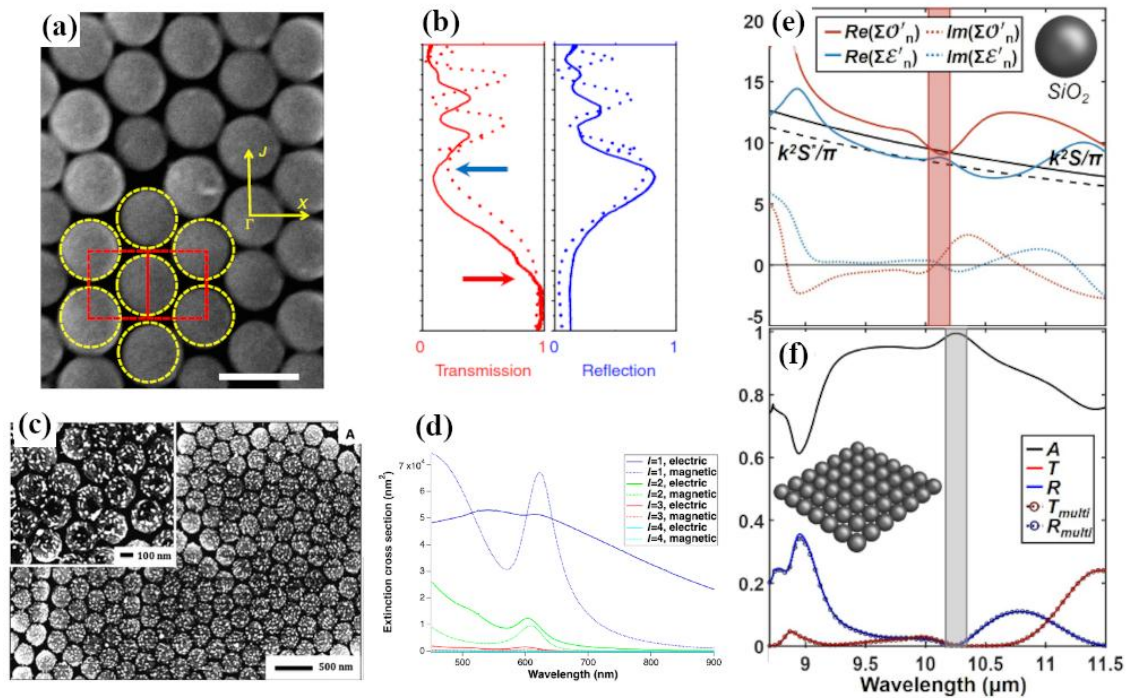 (a)
J
Γ
X
(b)
0
1
0
1
Transmission
Reflection
(c)
A
100 nm
500 nm
(d)
Extinction cross section (nm²)
7x10⁴
6
5
4
3
2
1
0
l=1, electric
l=1, magnetic
l=2, electric
l=2, magnetic
l=3, electric
l=3, magnetic
l=4, electric
l=4, magnetic
500
600
700
800
900
Wavelength (nm)
(e)
20
15
10
5
0
-5
Re(ΣO'ₙ)
Im(ΣO'ₙ)
Re(ΣE'ₙ)
Im(ΣE'ₙ)
SiO₂
k²S*/π
k²S/π
(f)
1
0.8
0.6
0.4
0.2
0
A
T
R
T_multi
R_multi
9
9.5
10
10.5
11
11.5
Wavelength (μm)